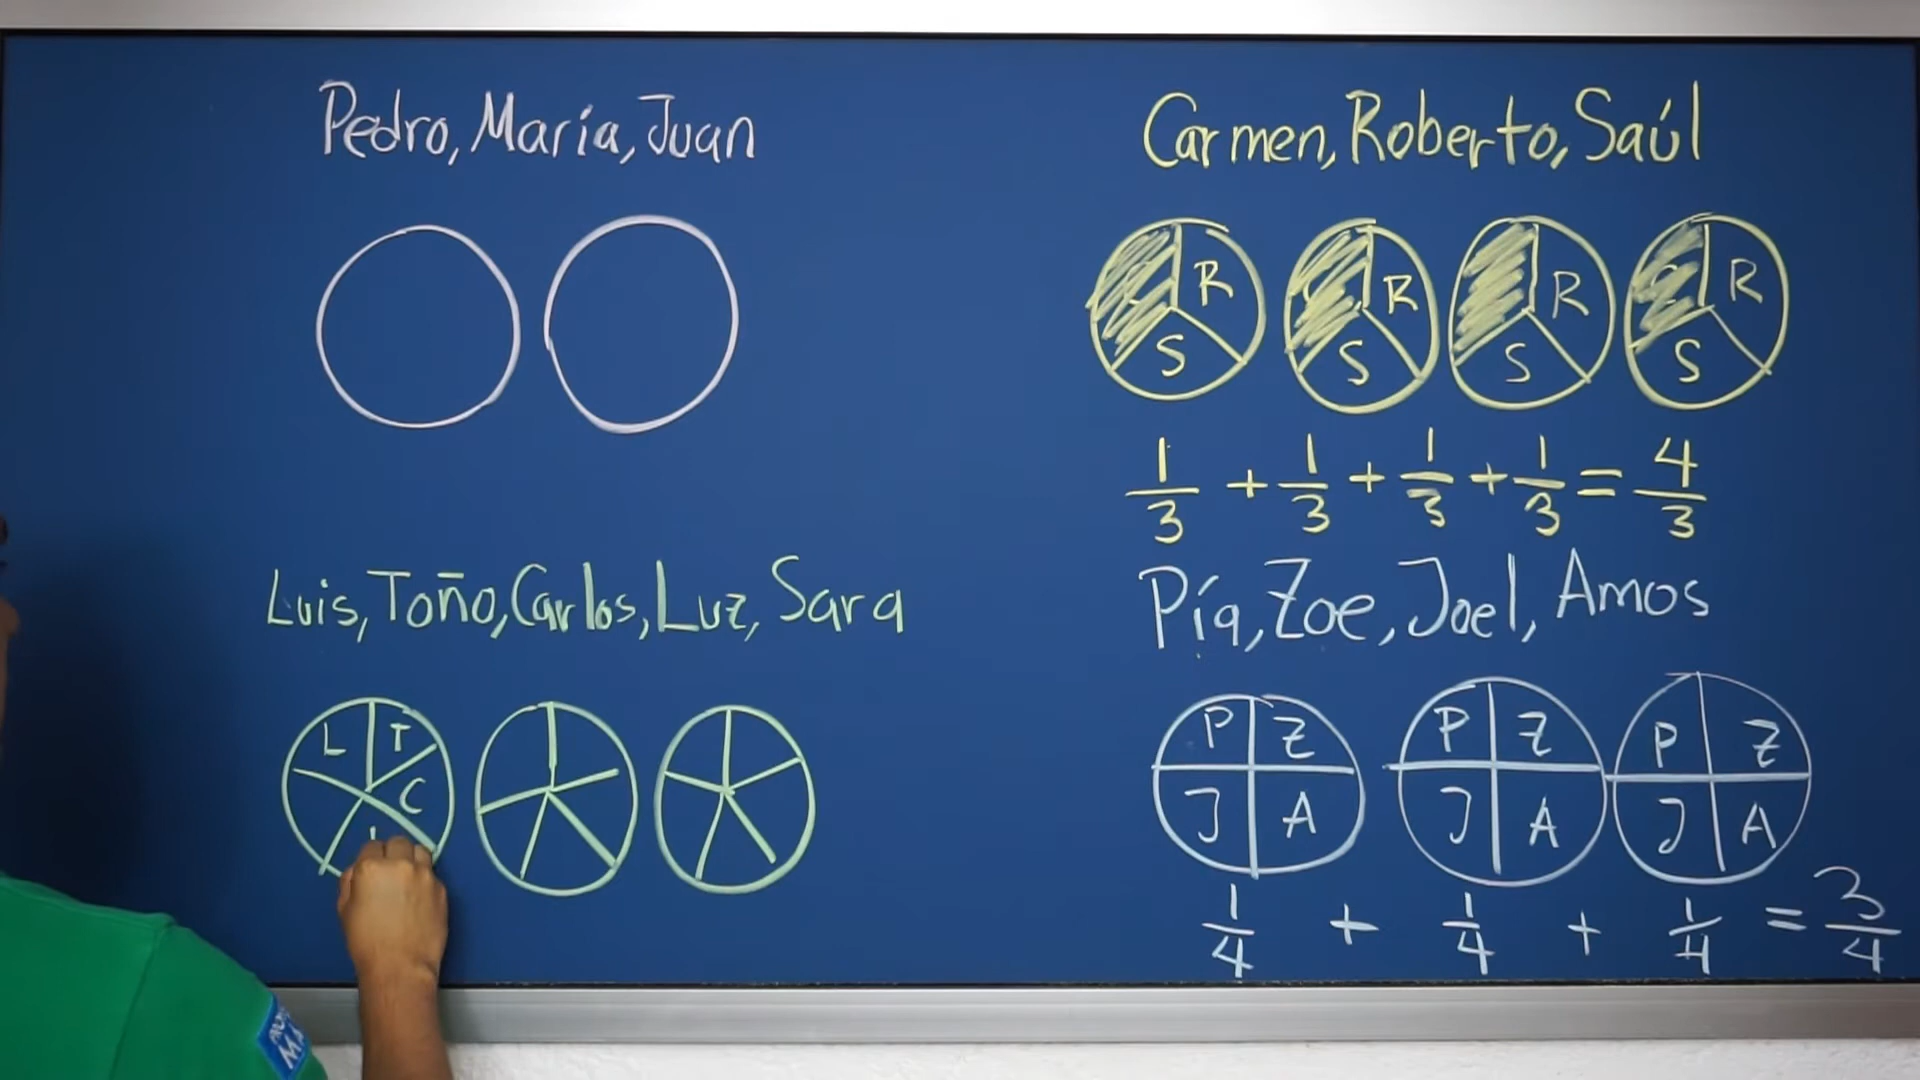 Pedro, María, Juan
Carmen, Roberto, Saúl
R R R R
S S S S
1/3 + 1/3 + 1/3 + 1/3 = 4/3
Luis, Toño, Carlos, Luz, Sara
Pía, Zoe, Joel, Amos
L T
C
P Z P Z P Z
J A J A J A
1/4 + 1/4 + 1/4 = 3/4